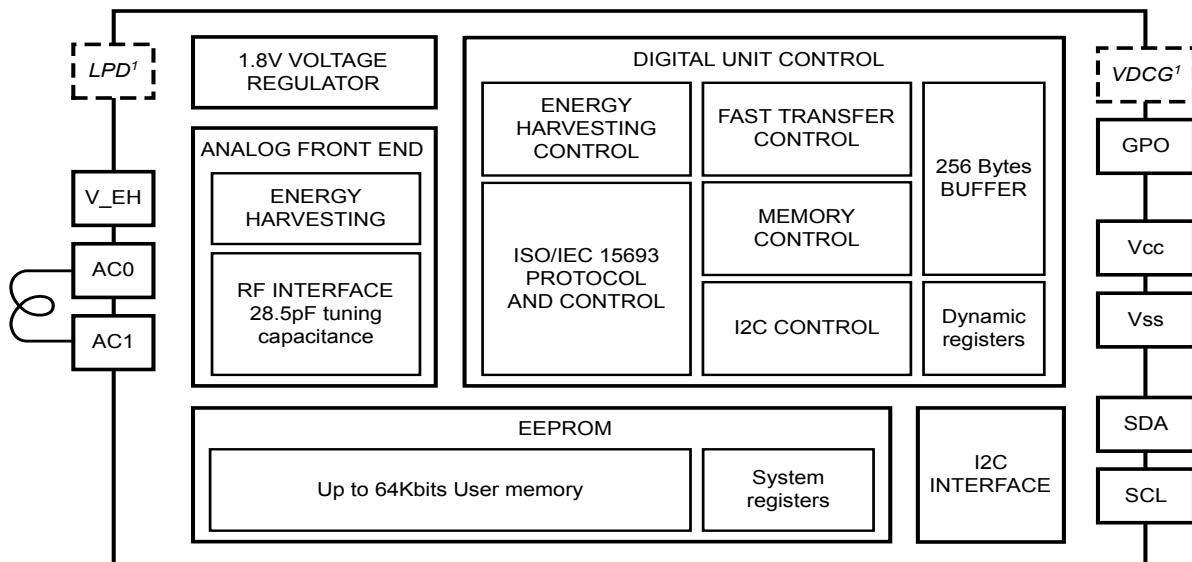 LPD¹
V_EH
AC0
AC1
1.8V VOLTAGE
REGULATOR
ANALOG FRONT END
ENERGY
HARVESTING
RF INTERFACE
28.5pF tuning
capacitance
DIGITAL UNIT CONTROL
ENERGY
HARVESTING
CONTROL
FAST TRANSFER
CONTROL
256 Bytes
BUFFER
ISO/IEC 15693
PROTOCOL
AND CONTROL
MEMORY
CONTROL
I2C CONTROL
Dynamic
registers
EEPROM
Up to 64Kbits User memory
System
registers
I2C
INTERFACE
VDCG¹
GPO
Vcc
Vss
SDA
SCL